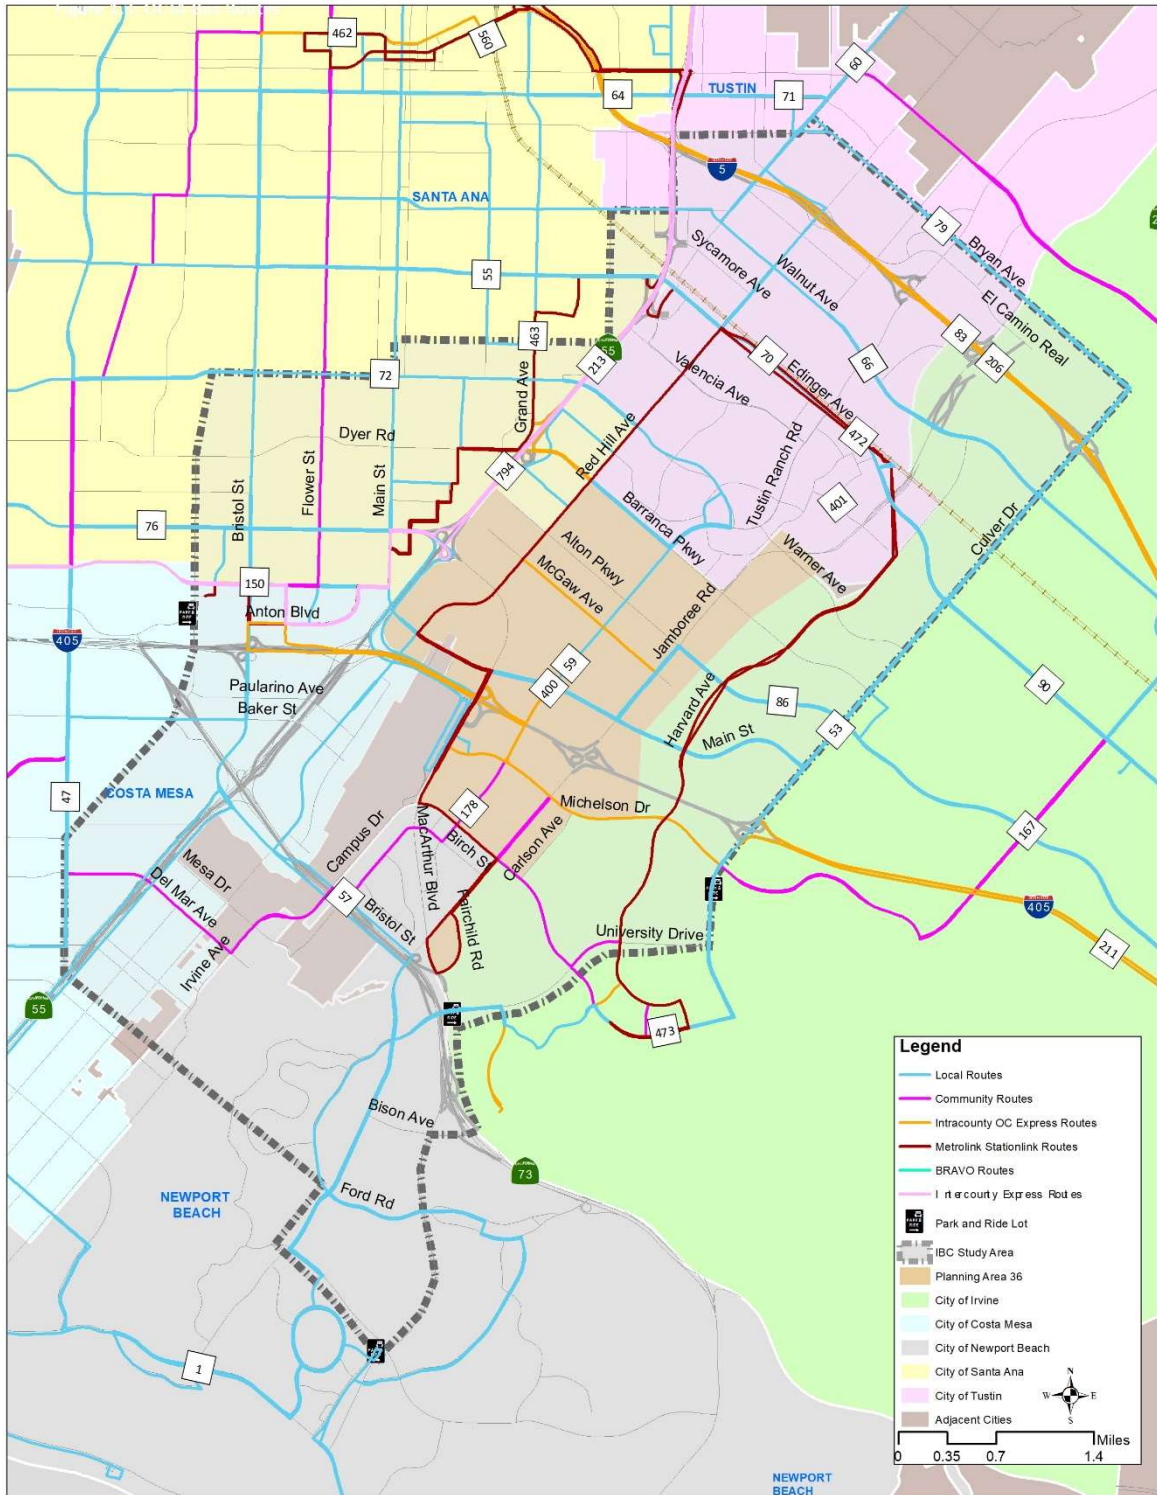 462
560
60
64
TUSTIN
71
5
SANTA ANA
79
Bryan Ave
Sycamore Ave
Walnut Ave
55
El Camino Real
463
55
213
83
206
72
70
66
Valencia Ave
Edinger Ave
Grand Ave
Dyer Rd
Red Hill Ave
472
Tustin Ranch Rd
794
Bristol St
Flower St
Main St
401
76
Barranca Pkwy
Culver Dr
Alton Pkwy
Warner Ave
McGaw Ave
150
Anton Blvd
Jamboree Rd
405
59
400
Paularino Ave
Baker St
Harvard Ave
86
90
Main St
53
47
COSTA MESA
178
Michelson Dr
MacArthur Blvd
Birch S
Carlson Ave
167
Campus Dr
Mesa Dr
Del Mar Ave
57
Bristol St
Fairchild Rd
405
University Drive
211
Irvine Ave
55
473
Bison Ave
73
NEWPORT
BEACH
Ford Rd
1
Legend
Local Routes
Community Routes
Intracounty OC Express Routes
Metrolink Stationlink Routes
BRAVO Routes
Intercounty Express Routes
Park and Ride Lot
IBC Study Area
Planning Area 36
City of Irvine
City of Costa Mesa
City of Newport Beach
City of Santa Ana
City of Tustin
Adjacent Cities
N
W E
S
Miles
0 0.35 0.7 1.4
NEWPORT
BEACH